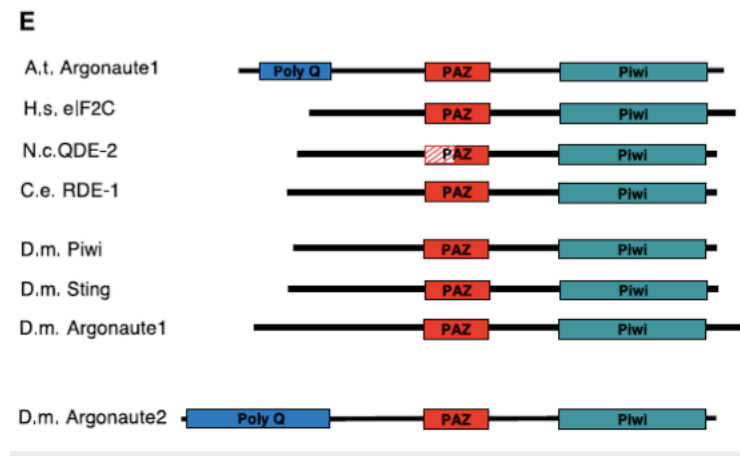 E
A.t. Argonaute1 Poly Q PAZ Piwi
H.s. eIF2C PAZ Piwi
N.c.QDE-2 PAZ Piwi
C.e. RDE-1 PAZ Piwi
D.m. Piwi PAZ Piwi
D.m. Sting PAZ Piwi
D.m. Argonaute1 PAZ Piwi
D.m. Argonaute2 Poly Q PAZ Piwi